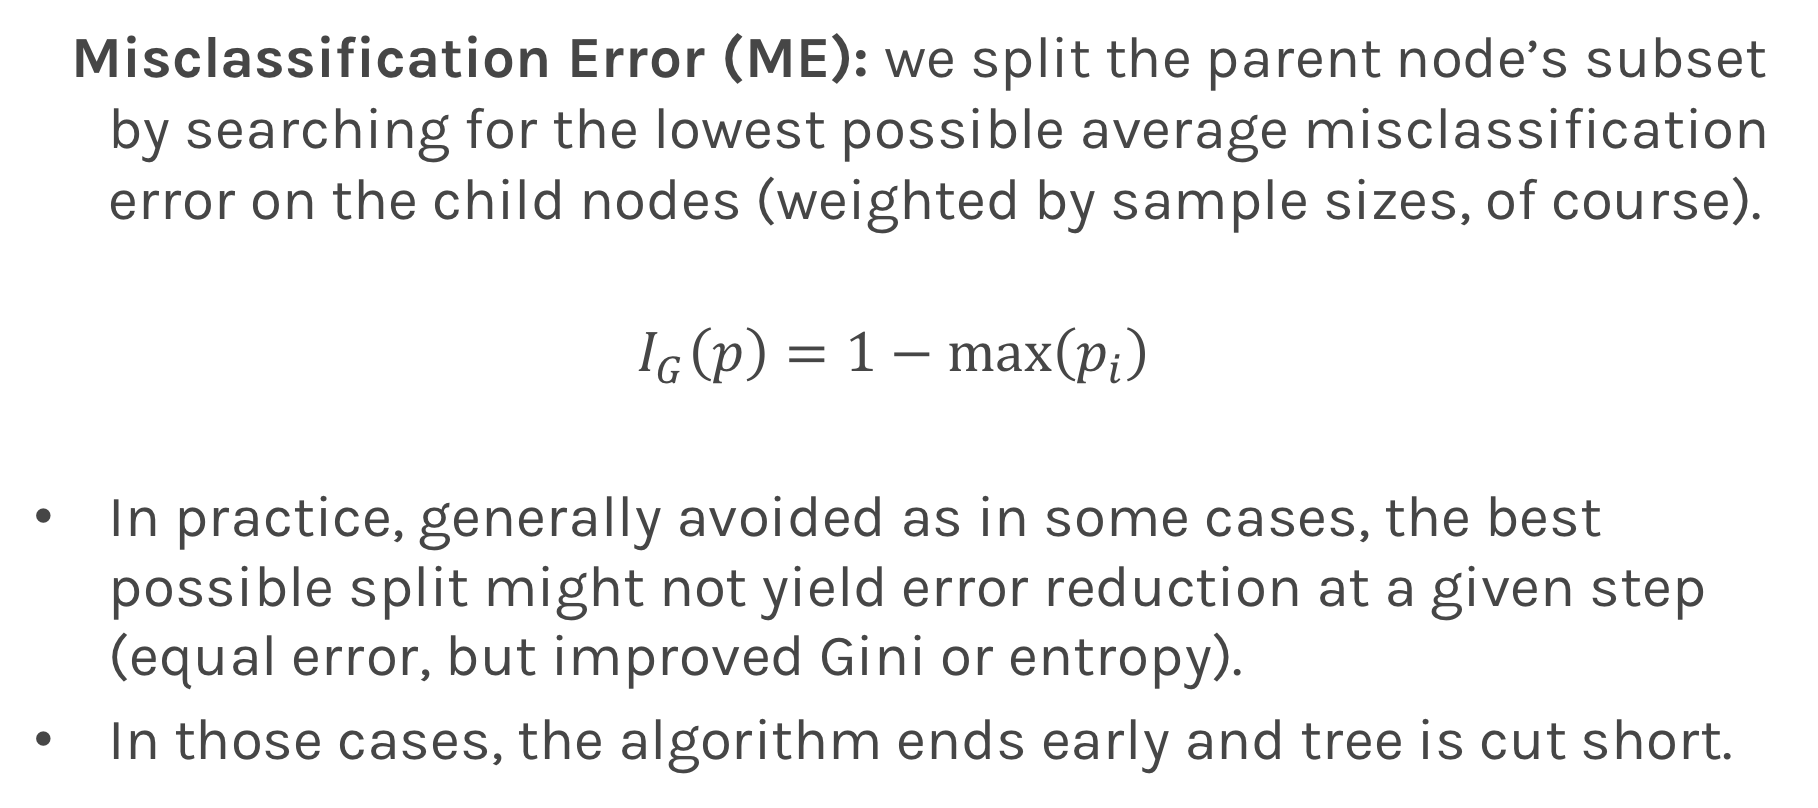 Misclassification Error (ME): we split the parent node’s subset
by searching for the lowest possible average misclassification
error on the child nodes (weighted by sample sizes, of course).
I_G(p) = 1 − max(p_i)
• In practice, generally avoided as in some cases, the best
possible split might not yield error reduction at a given step
(equal error, but improved Gini or entropy).
• In those cases, the algorithm ends early and tree is cut short.